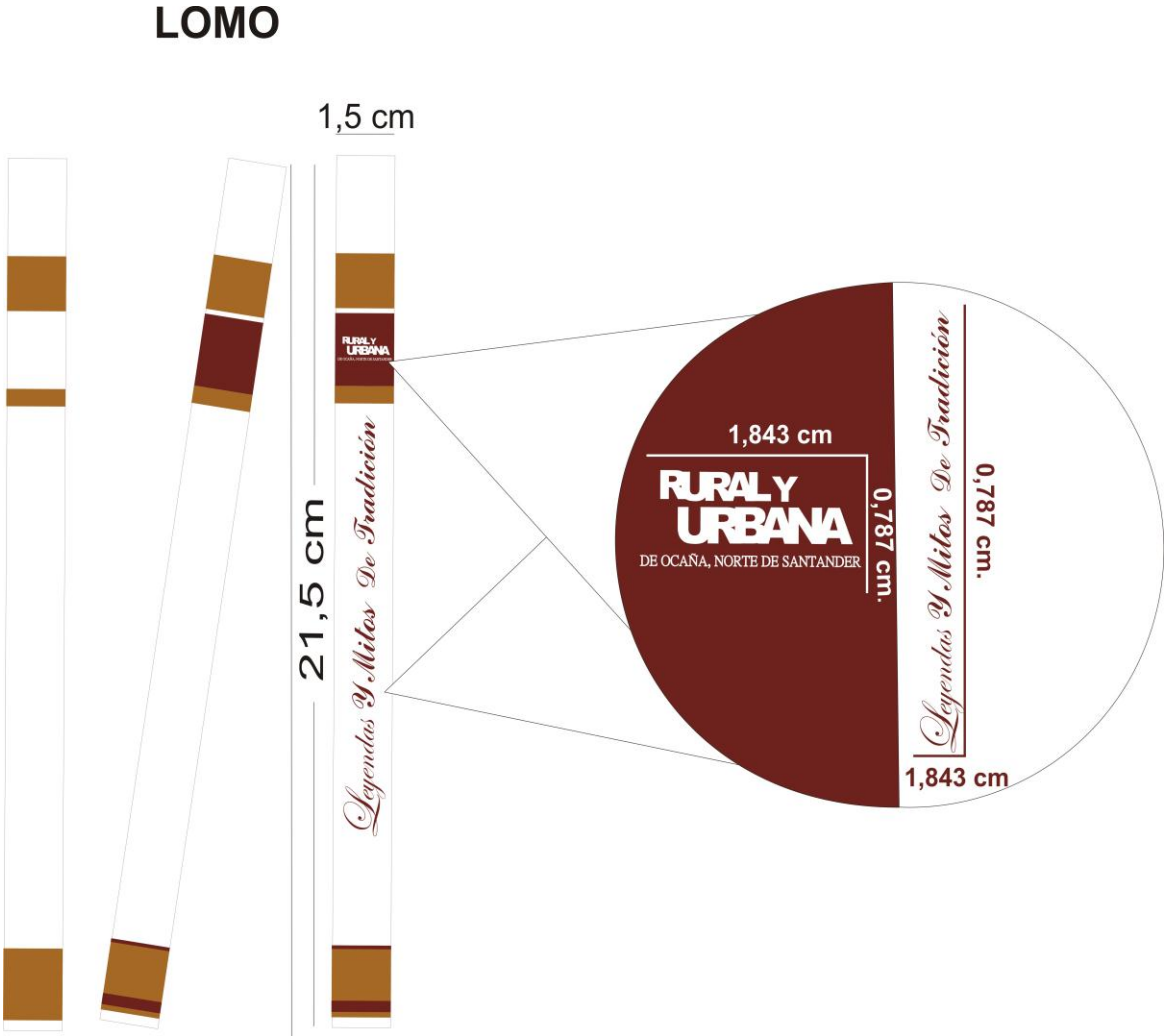 LOMO
1,5 cm
21,5 cm
RURAL Y
URBANA
DE OCAÑA, NORTE DE SANTANDER
Leyendas Y Mitos De Tradición
1,843 cm
RURAL Y
URBANA
DE OCAÑA, NORTE DE SANTANDER
0,787 cm.
Leyendas Y Mitos De Tradición
0,787 cm.
1,843 cm